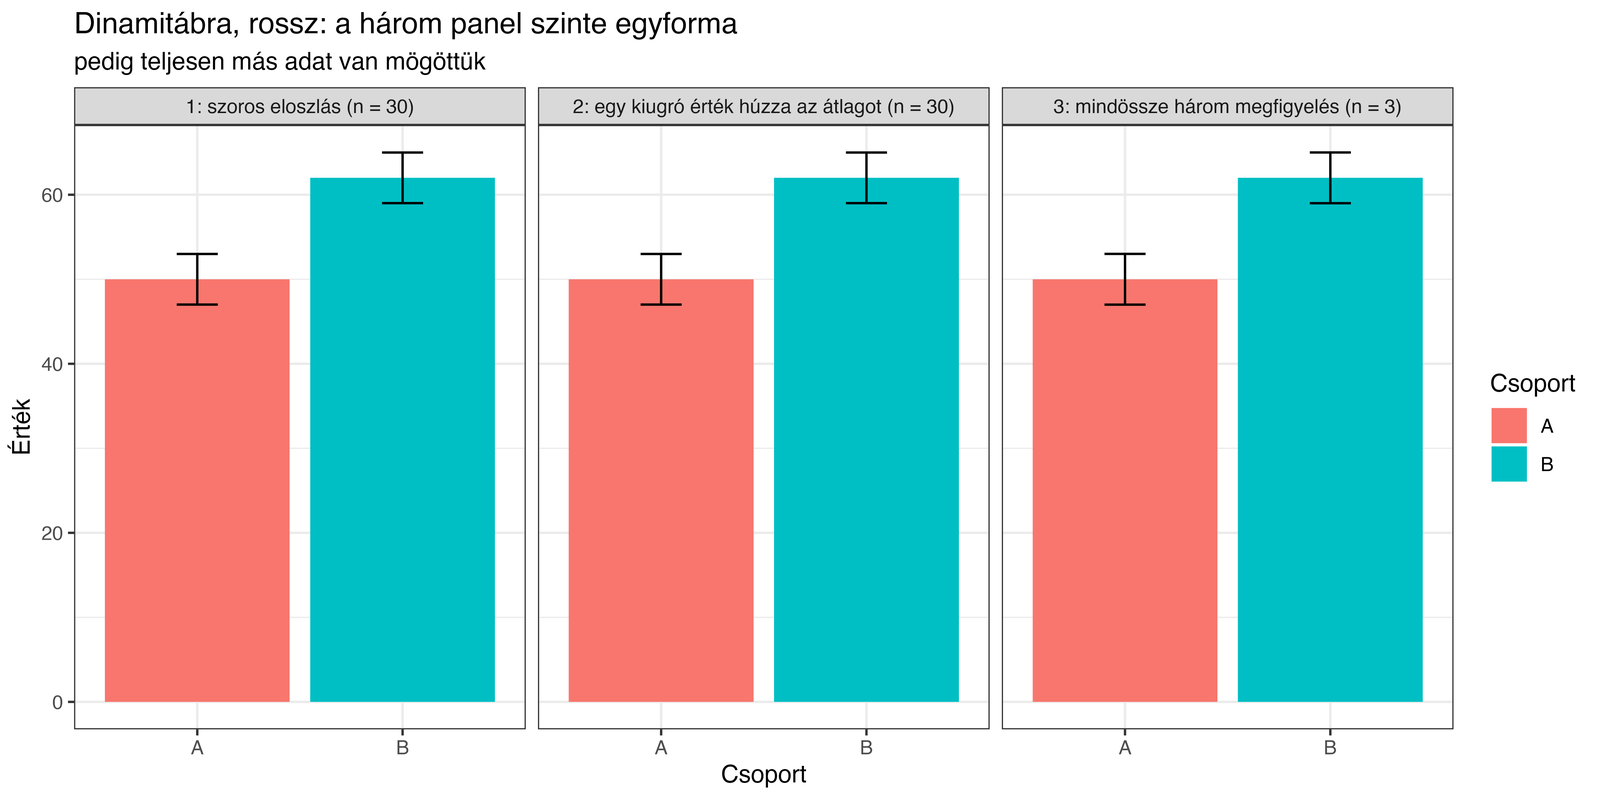 Dinamitábra, rossz: a három panel szinte egyforma
pedig teljesen más adat van mögöttük
1: szoros eloszlás (n = 30)
2: egy kiugró érték húzza az átlagot (n = 30)
3: mindössze három megfigyelés (n = 3)
Érték
60
40
20
0
A
B
A
B
A
B
Csoport
Csoport
A
B